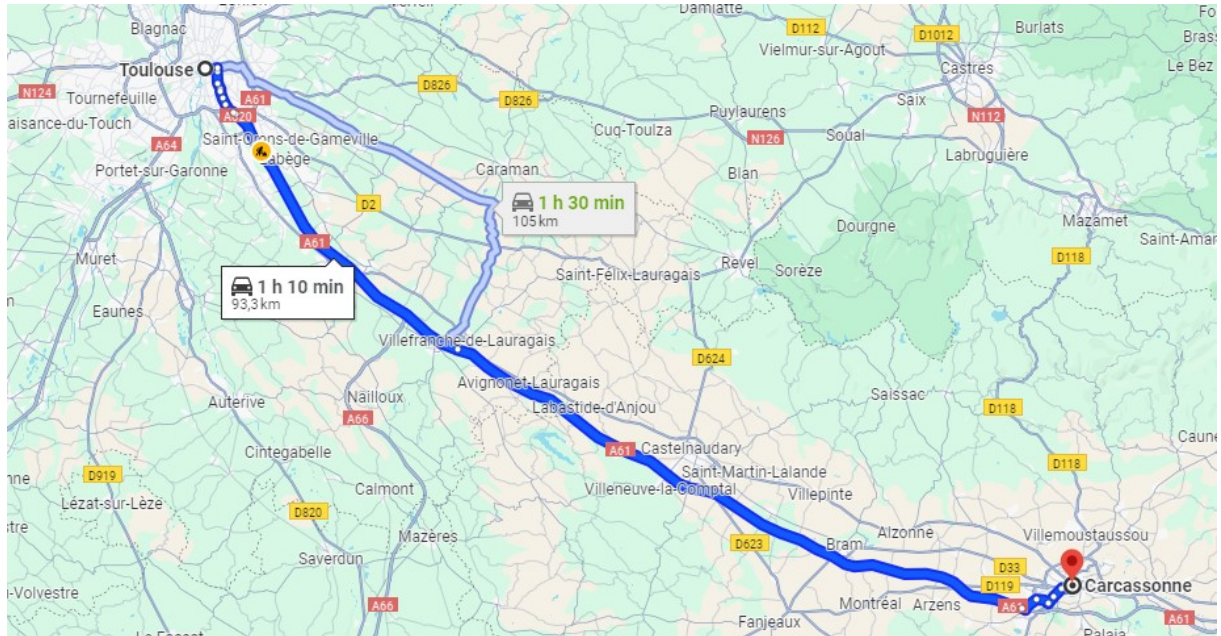 Damiatte
Burlats
Blagnac
D112
D1012
Vielmur-sur-Agout
Castres
Le Bez
Toulouse
D826
D826
N124
Tournefeuille
A61
Saix
aisance-du-Touch
A620
Puylaurens
N112
Cuq-Toulza
N126
Soual
A64
Saint-Orens-de-Gameville
Labège
Labruguière
Portet-sur-Garonne
Caraman
Blan
1 h 30 min
105 km
D2
Dourgne
Mazamet
A61
Saint-Amar
Muret
Revel
Sorèze
D118
Saint-Félix-Lauragais
1 h 10 min
93,3 km
Eaunes
Villefranche-de-Lauragais
D624
Avignonet-Lauragais
Auterive
Nailloux
Labastide-d'Anjou
Saissac
D118
A66
Caune
Cintegabelle
A61
Castelnaudary
D118
D919
Saint-Martin-Lalande
Calmont
Villeneuve-la-Comptal
Villepinte
Lézat-sur-Lèze
D820
Mazères
Alzonne
Villemoustaussou
D623
Bram
Saverdun
D33
D119
Carcassonne
u-Volvestre
A66
Montréal
Arzens
A61
A61
Fanjeaux
Palaja